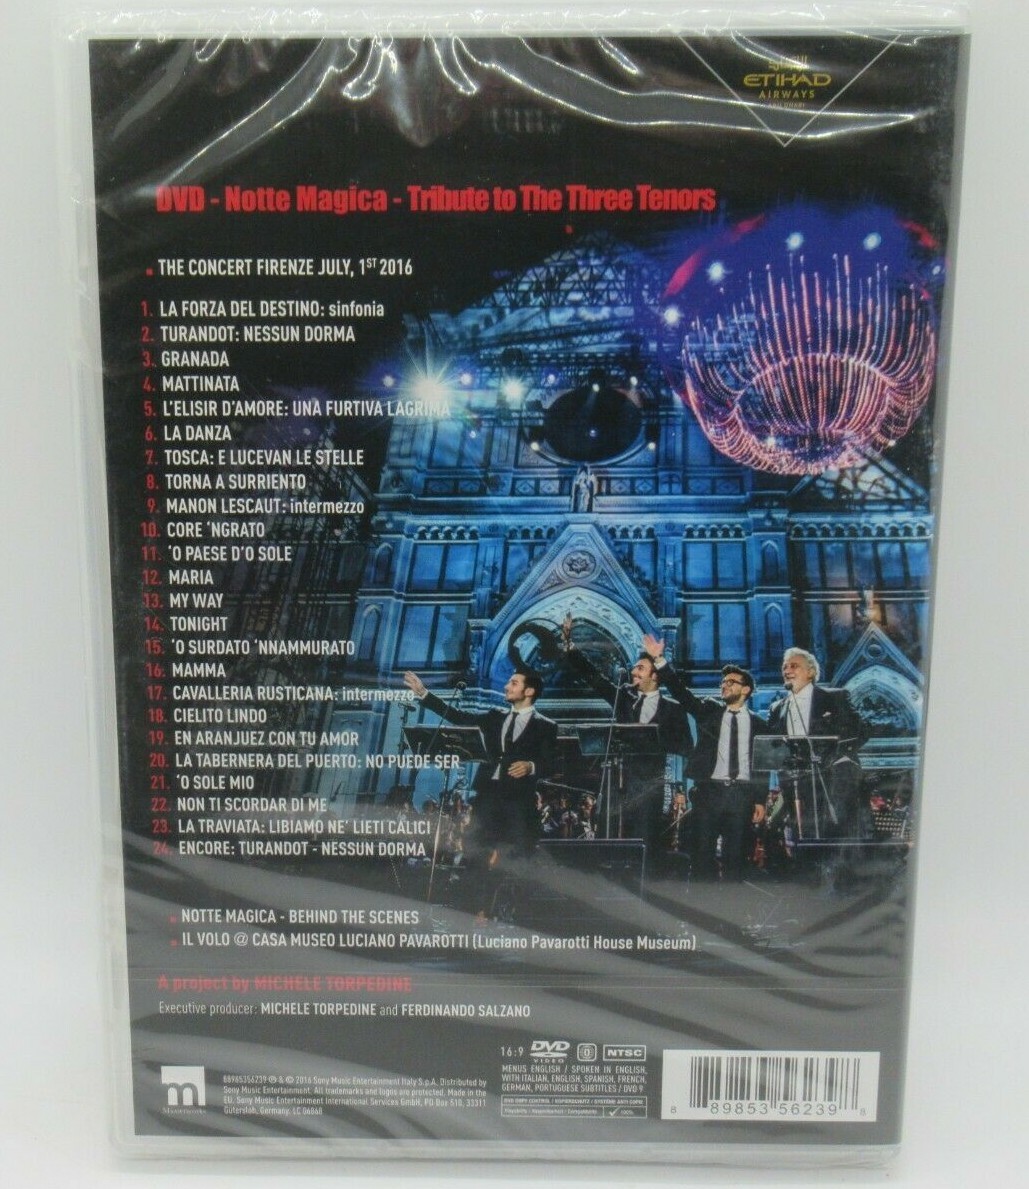 ETIHAD
AIRWAYS
ABU DHABI
DVD - Notte Magica - Tribute to The Three Tenors
THE CONCERT FIRENZE JULY, 1ST 2016
1. LA FORZA DEL DESTINO: sinfonia
2. TURANDOT: NESSUN DORMA
3. GRANADA
4. MATTINATA
5. L'ELISIR D'AMORE: UNA FURTIVA LAGRIMA
6. LA DANZA
7. TOSCA: E LUCEVAN LE STELLE
8. TORNA A SURRIENTO
9. MANON LESCAUT: intermezzo
10. CORE 'NGRATO
11. 'O PAESE D'O SOLE
12. MARIA
13. MY WAY
14. TONIGHT
15. 'O SURDATO 'NNAMMURATO
16. MAMMA
17. CAVALLERIA RUSTICANA: intermezzo
18. CIELITO LINDO
19. EN ARANJUEZ CON TU AMOR
20. LA TABERNERA DEL PUERTO: NO PUEDE SER
21. 'O SOLE MIO
22. NON TI SCORDAR DI ME
23. LA TRAVIATA: LIBIAMO NE' LIETI CALICI
24. ENCORE: TURANDOT - NESSUN DORMA
NOTTE MAGICA - BEHIND THE SCENES
IL VOLO @ CASA MUSEO LUCIANO PAVAROTTI (Luciano Pavarotti House Museum)
A project by MICHELE TORPEDINE
Executive producer: MICHELE TORPEDINE and FERDINANDO SALZANO
16:9 DVD VIDEO 0 NTSC
MENUS ENGLISH / SPOKEN IN ENGLISH,
WITH ITALIAN, ENGLISH, SPANISH, FRENCH,
GERMAN, PORTUGUESE SUBTITLES / DVD 9
m
88985356239 ℗ & © 2016 Sony Music Entertainment Italy S.p.A. Distributed by
Sony Music Entertainment. All trademarks and logos are protected. Made in the
EU. Sony Music Entertainment International Services GmbH, PO Box 510, 33311
Gütersloh, Germany. LC 06868
8 89853 56239 8